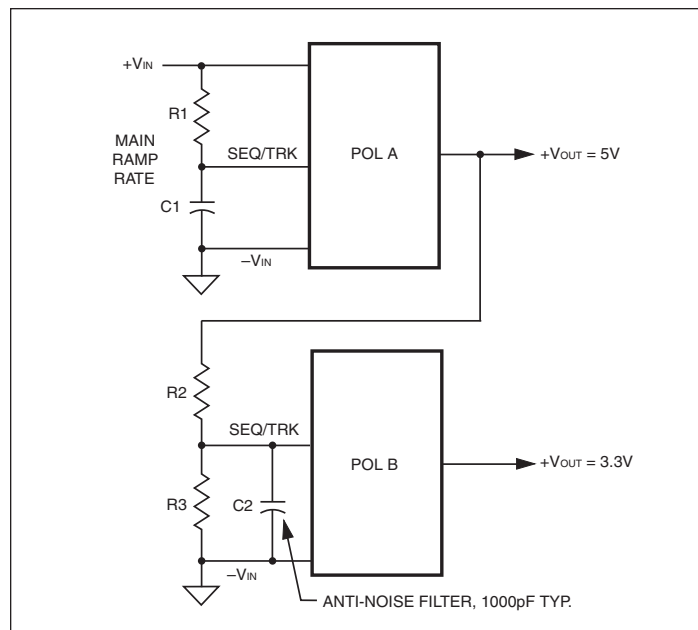 +VIN
R1
MAIN
RAMP
RATE
SEQ/TRK
POL A
+VOUT = 5V
C1
–VIN
R2
SEQ/TRK
POL B
+VOUT = 3.3V
R3
C2
–VIN
ANTI-NOISE FILTER, 1000pF TYP.